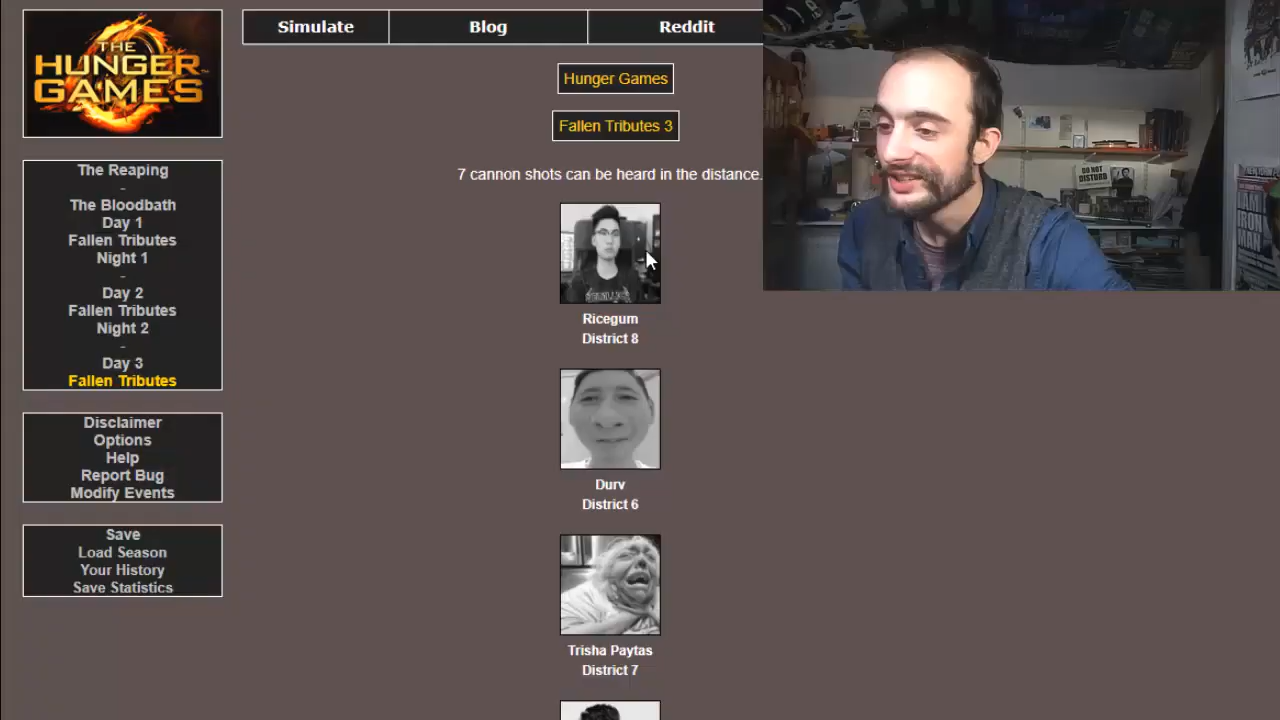 THE
HUNGER
GAMES
Simulate
Blog
Reddit
Hunger Games
Fallen Tributes 3
7 cannon shots can be heard in the distance.
Ricegum
District 8
Durv
District 6
Trisha Paytas
District 7
The Reaping
-
The Bloodbath
Day 1
Fallen Tributes
Night 1
-
Day 2
Fallen Tributes
Night 2
-
Day 3
Fallen Tributes
Disclaimer
Options
Help
Report Bug
Modify Events
Save
Load Season
Your History
Save Statistics
DO NOT
DISTURB
I AM
IRON
MAN